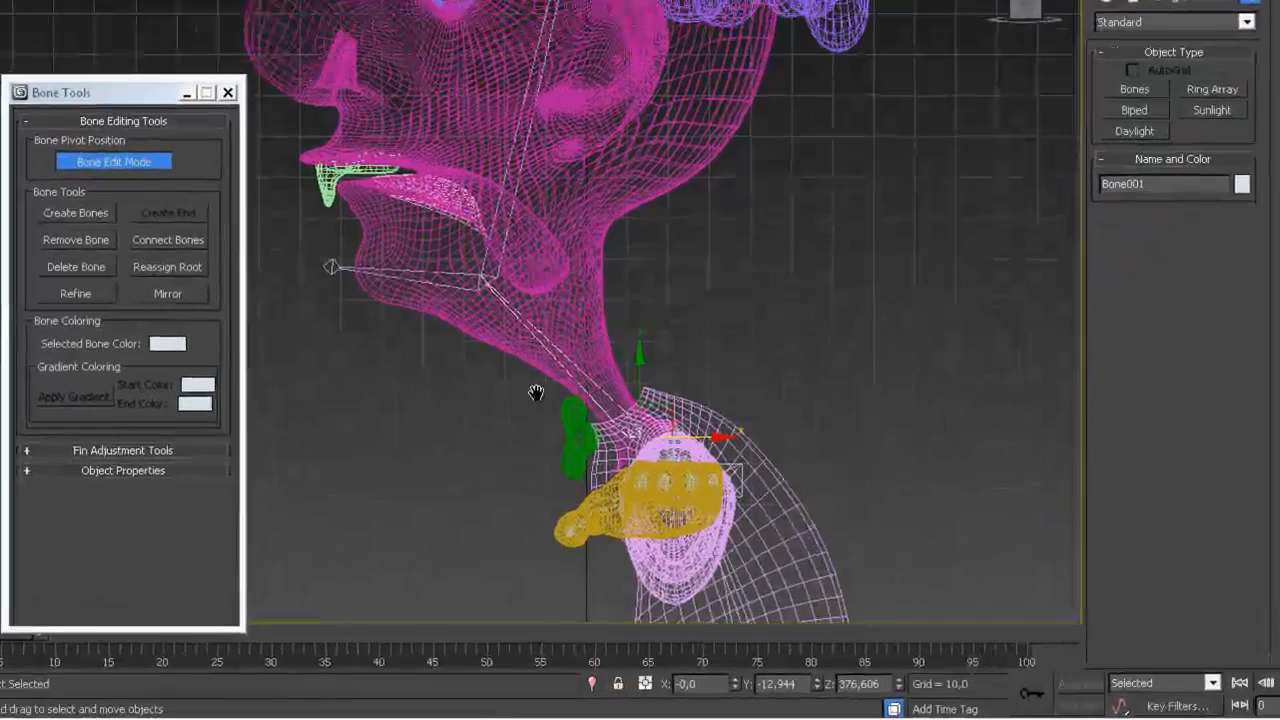 Standard
Object Type
AutoGrid
Bones Ring Array
Biped Sunlight
Daylight
Name and Color
Bone001
Bone Tools
Bone Editing Tools
Bone Pivot Position
Bone Edit Mode
Bone Tools
Create Bones Create End
Remove Bone Connect Bones
Delete Bone Reassign Root
Refine Mirror
Bone Coloring
Selected Bone Color:
Gradient Coloring
Start Color:
Apply Gradient
End Color:
Fin Adjustment Tools
Object Properties
x
10 15 20 25 30 35 40 45 50 55 60 65 70 75 80 85 90 95 100
ct Selected X: -0,0 Y: -12,944 Z: 376,606 Grid = 10,0 Selected
d drag to select and move objects Add Time Tag Key Filters... 0